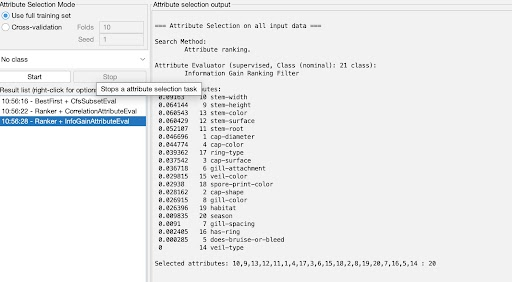 Attribute Selection Mode
Use full training set
Cross-validation Folds 10
Seed 1
No class
Start Stop
Result list (right-click for option
Stops a attribute selection task
10:56:16 - BestFirst + CfsSubsetEval
10:56:22 - Ranker + CorrelationAttributeEval
10:56:28 - Ranker + InfoGainAttributeEval
Attribute selection output
=== Attribute Selection on all input data ===
Search Method:
Attribute ranking.
Attribute Evaluator (supervised, Class (nominal): 21 class):
Information Gain Ranking Filter
butes:
0.09163 10 stem-width
0.064144 9 stem-height
0.060543 13 stem-color
0.060429 12 stem-surface
0.052107 11 stem-root
0.046696 1 cap-diameter
0.044774 4 cap-color
0.039362 17 ring-type
0.037542 3 cap-surface
0.036718 6 gill-attachment
0.029815 15 veil-color
0.02938 18 spore-print-color
0.028162 2 cap-shape
0.026915 8 gill-color
0.026396 19 habitat
0.009835 20 season
0.0091 7 gill-spacing
0.002405 16 has-ring
0.000285 5 does-bruise-or-bleed
0 14 veil-type
Selected attributes: 10,9,13,12,11,1,4,17,3,6,15,18,2,8,19,20,7,16,5,14 : 20